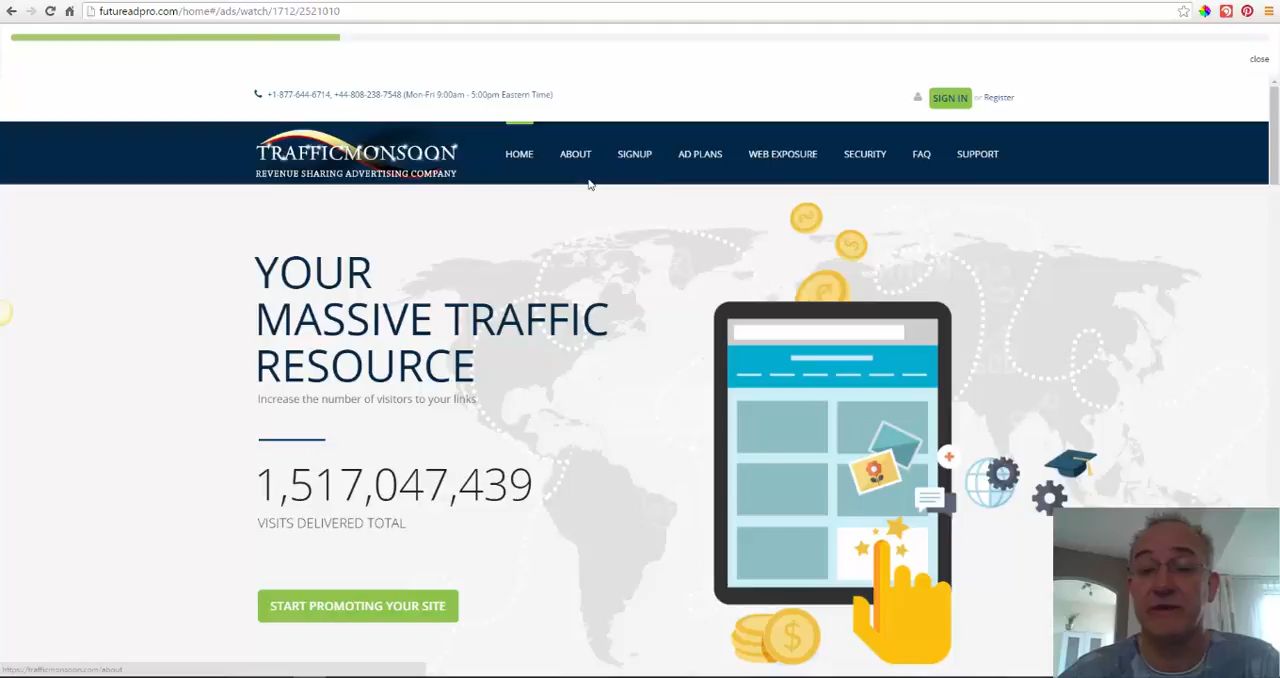 futureadpro.com/home#/ads/watch/1712/2521010
close
+1-877-644-6714, +44-808-238-7548 (Mon-Fri 9:00am - 5:00pm Eastern Time)
SIGN IN or Register
TRAFFICMONSOON
REVENUE SHARING ADVERTISING COMPANY
HOME ABOUT SIGNUP AD PLANS WEB EXPOSURE SECURITY FAQ SUPPORT
YOUR
MASSIVE TRAFFIC
RESOURCE
Increase the number of visitors to your links
1,517,047,439
VISITS DELIVERED TOTAL
START PROMOTING YOUR SITE
https://trafficmonsoon.com/about